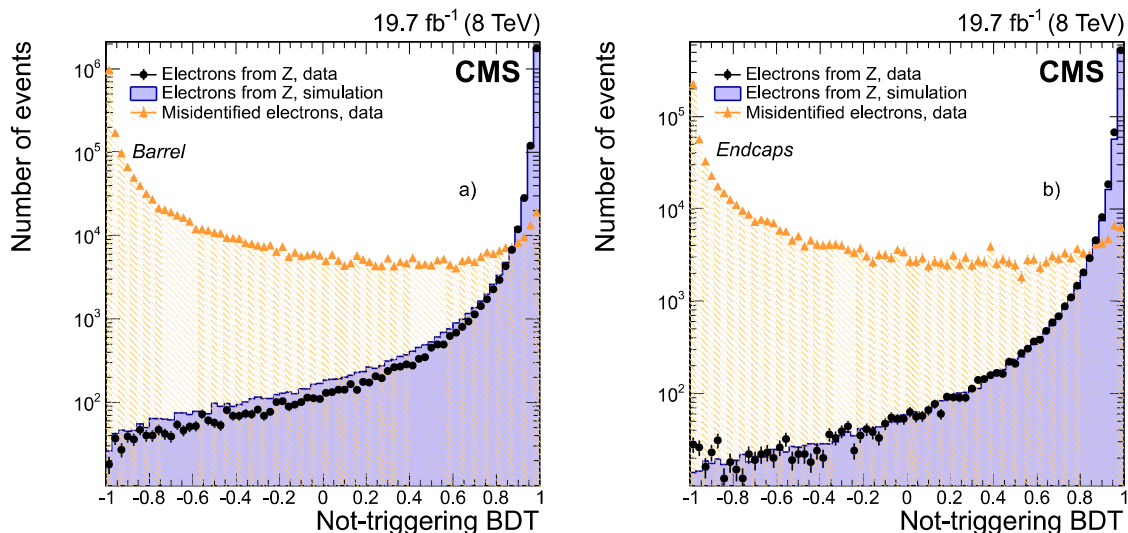 19.7 fb⁻¹ (8 TeV)
Number of events
10⁶
10⁵
10⁴
10³
10²
CMS
Electrons from Z, data
Electrons from Z, simulation
Misidentified electrons, data
Barrel
a)
-1 -0.8 -0.6 -0.4 -0.2 0 0.2 0.4 0.6 0.8 1
Not-triggering BDT
19.7 fb⁻¹ (8 TeV)
Number of events
10⁵
10⁴
10³
10²
CMS
Electrons from Z, data
Electrons from Z, simulation
Misidentified electrons, data
Endcaps
b)
-1 -0.8 -0.6 -0.4 -0.2 0 0.2 0.4 0.6 0.8 1
Not-triggering BDT